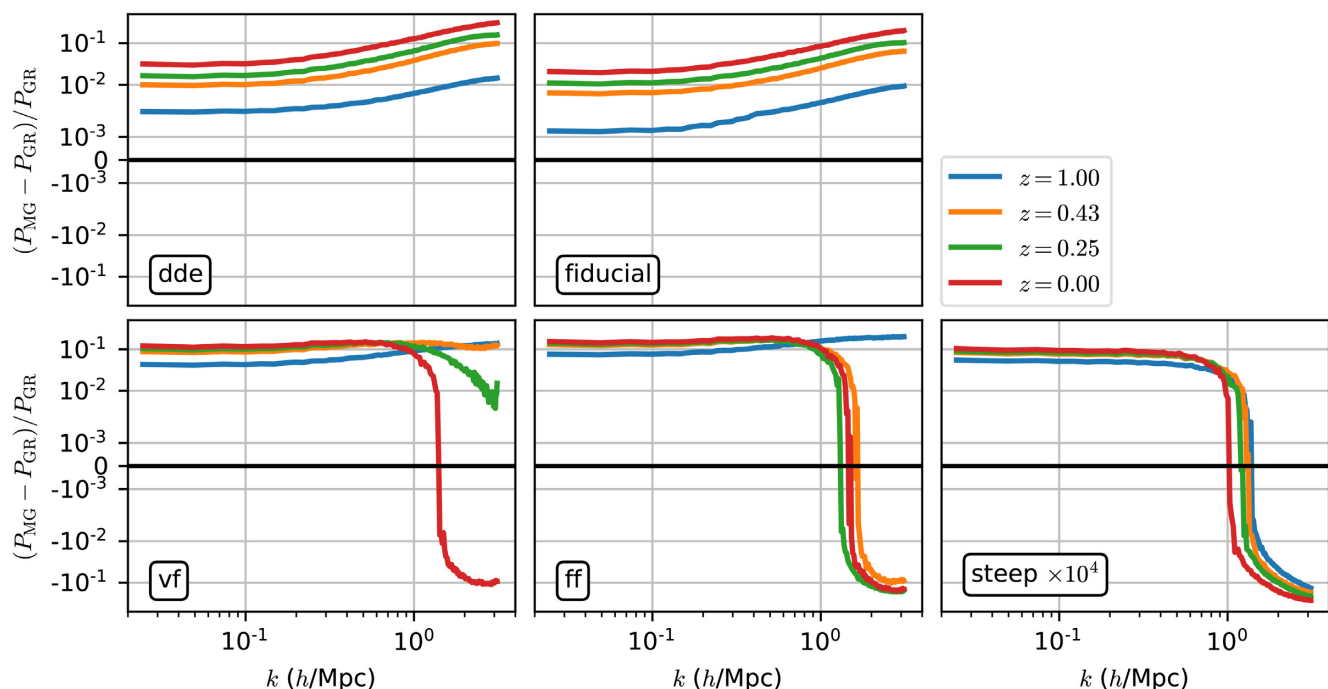 (P_MG − P_GR)/P_GR
10^-1
10^-2
10^-3
0
-10^-3
-10^-2
-10^-1
dde
fiducial
z = 1.00
z = 0.43
z = 0.25
z = 0.00
(P_MG − P_GR)/P_GR
10^-1
10^-2
10^-3
0
-10^-3
-10^-2
-10^-1
vf
ff
steep ×10^4
10^-1 10^0
10^-1 10^0
10^-1 10^0
k (h/Mpc)
k (h/Mpc)
k (h/Mpc)